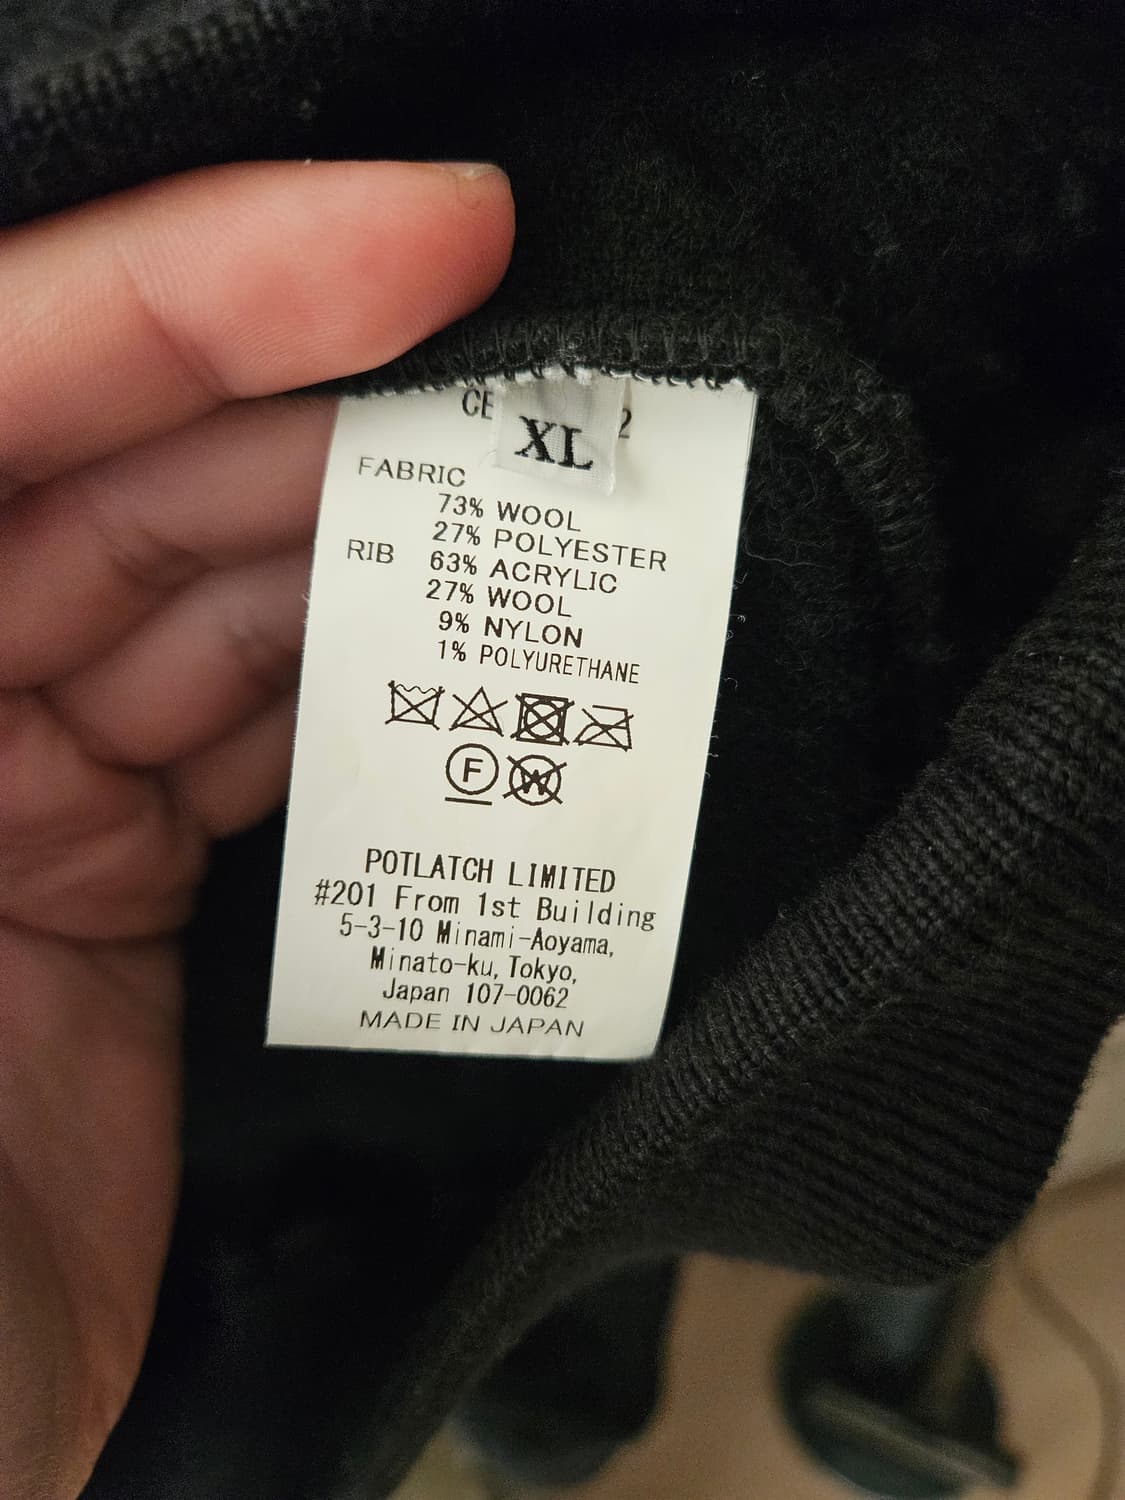 XL
FABRIC
73% WOOL
27% POLYESTER
RIB 63% ACRYLIC
27% WOOL
9% NYLON
1% POLYURETHANE
F W
POTLATCH LIMITED
#201 From 1st Building
5-3-10 Minami-Aoyama,
Minato-ku, Tokyo,
Japan 107-0062
MADE IN JAPAN